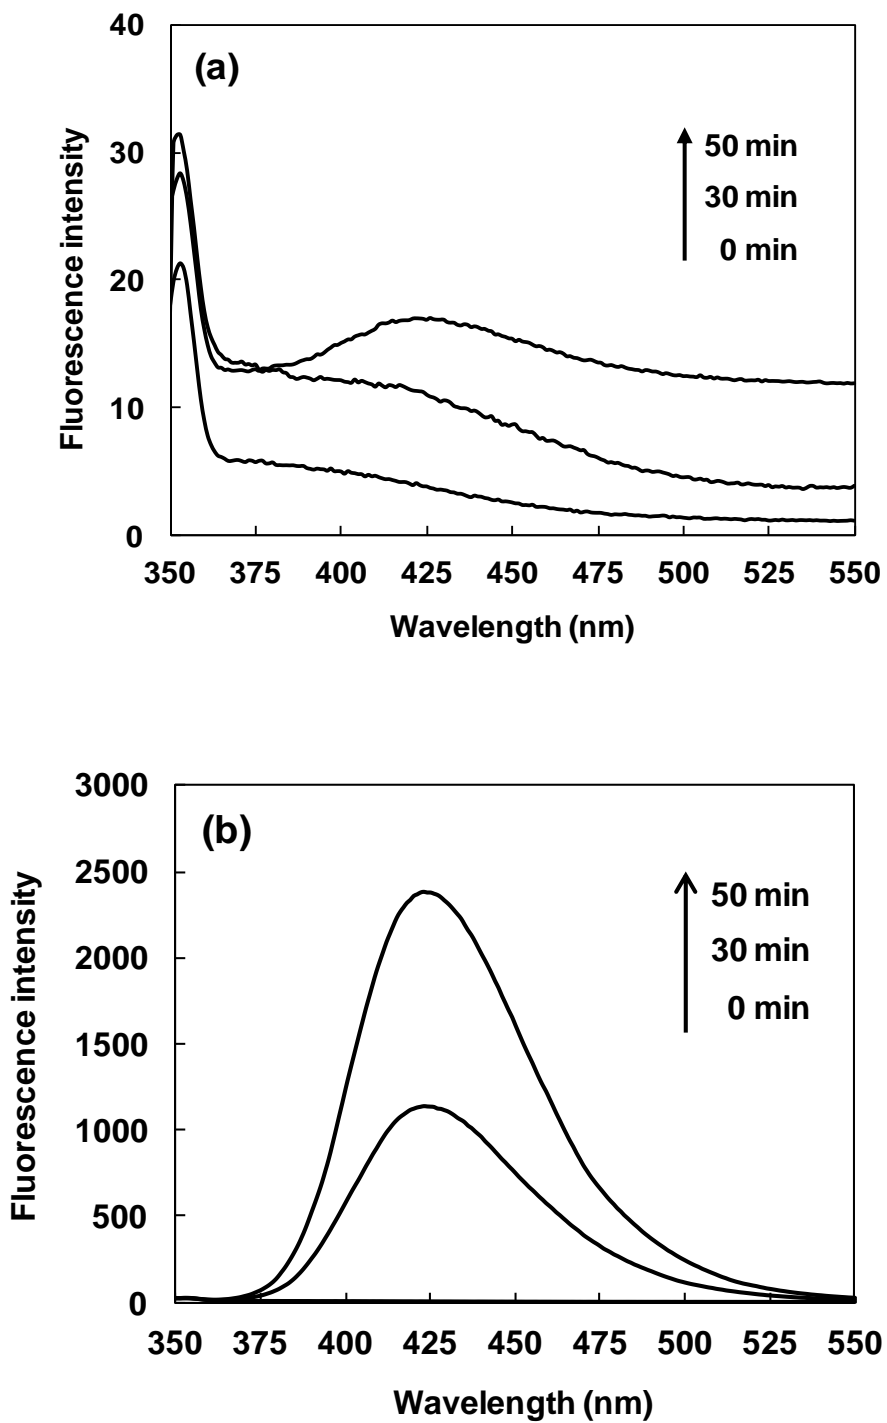 40
(a)
30
20
10
0
50 min
30 min
0 min
Fluorescence intensity
350 375 400 425 450 475 500 525 550
Wavelength (nm)
3000
(b)
2500
2000
1500
1000
500
0
50 min
30 min
0 min
Fluorescence intensity
350 375 400 425 450 475 500 525 550
Wavelength (nm)